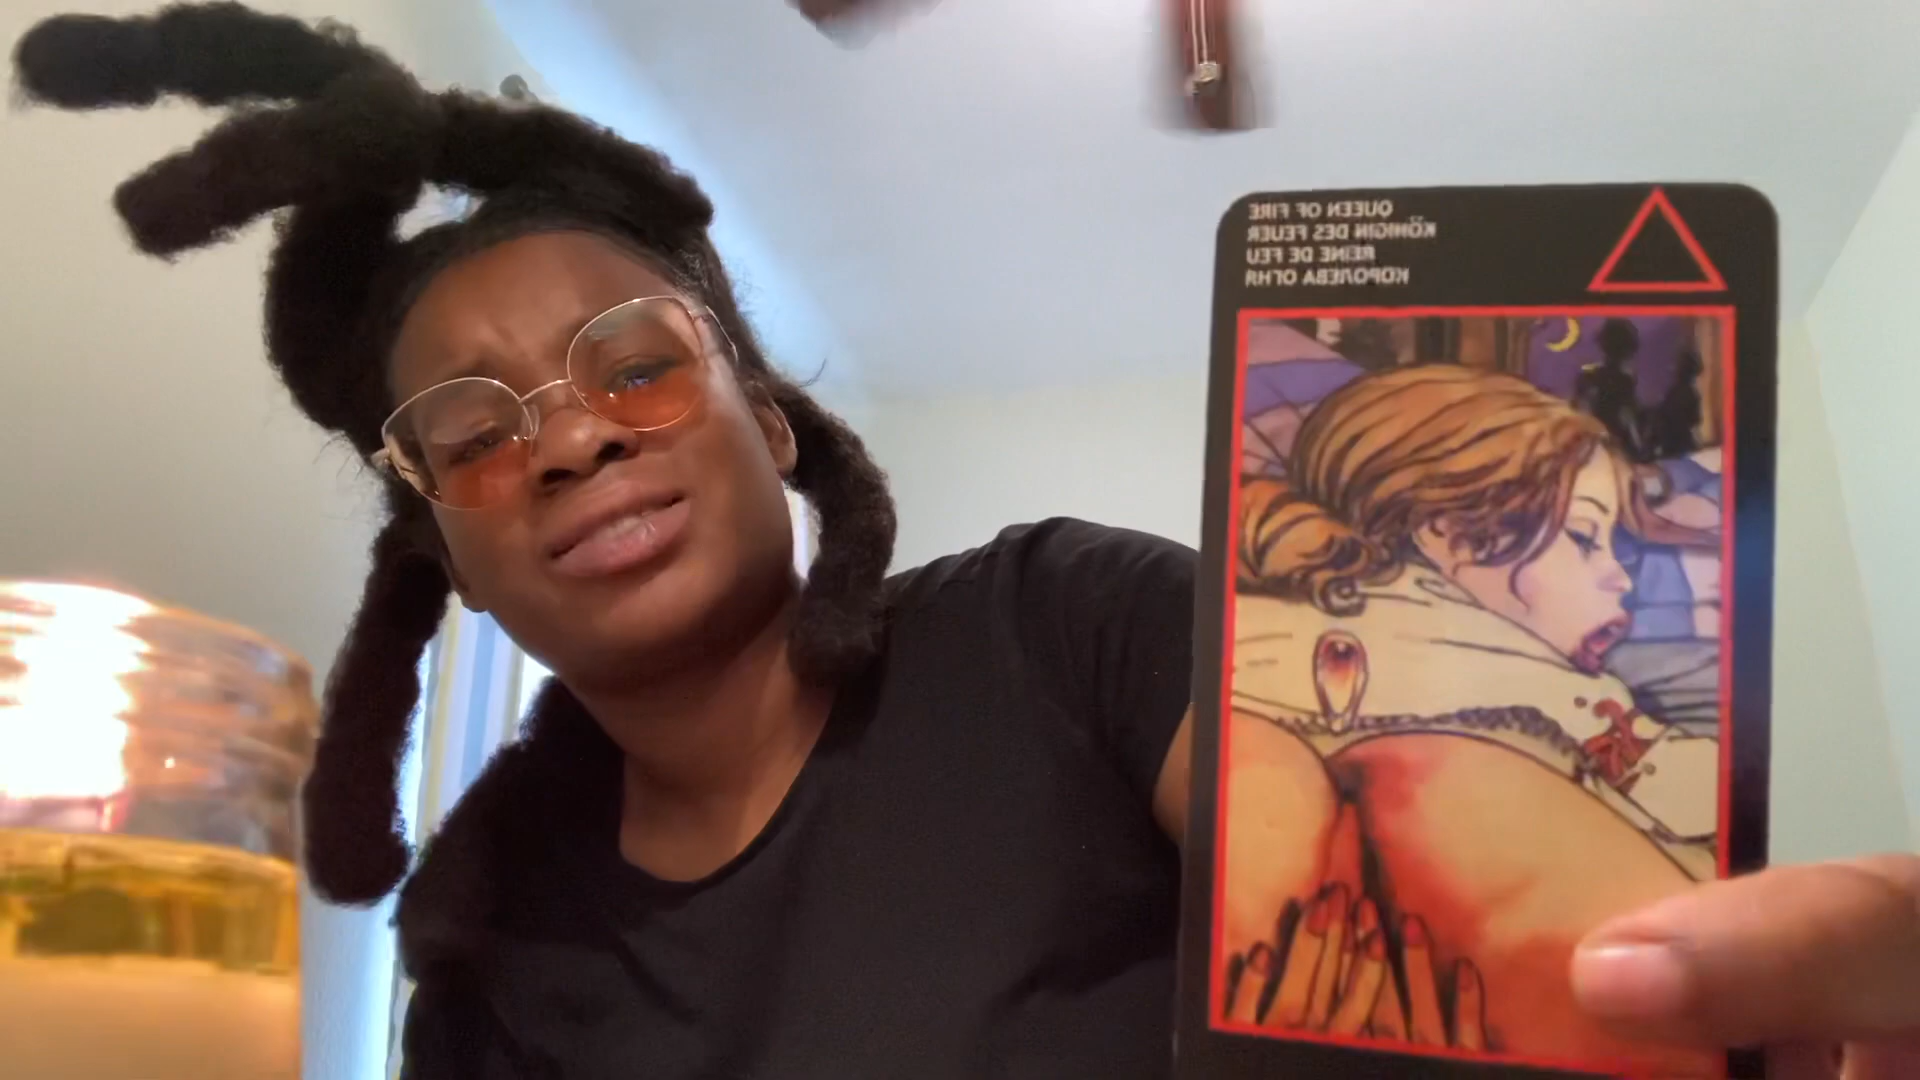 QUEEN OF FIRE
KÖNIGIN DES FEUER
REINE DE FEU
КОРОЛЕВА ОГНЯ